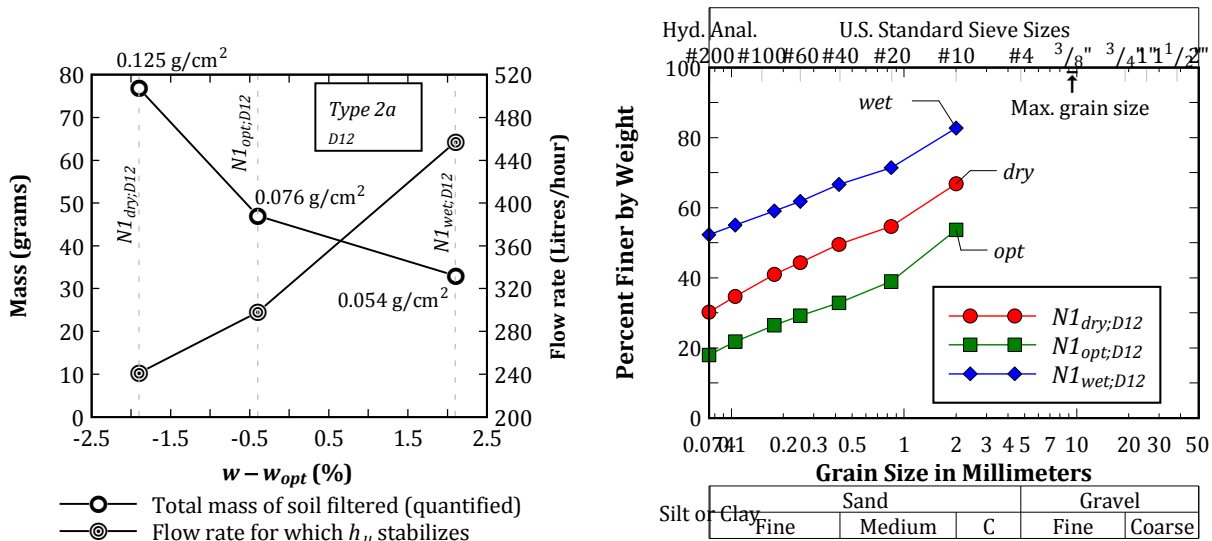 0.125 g/cm²
80
70
60
50
40
30
20
10
0
Mass (grams)
520
480
440
400
360
320
280
240
200
Flow rate (Litres/hour)
Type 2a
D12
N1dry;D12
N1opt;D12
N1wet;D12
0.076 g/cm²
0.054 g/cm²
-2.5 -1.5 -0.5 0.5 1.5 2.5
w – wopt (%)
Total mass of soil filtered (quantified)
Flow rate for which hμ stabilizes
Hyd. Anal. U.S. Standard Sieve Sizes
#200 #100 #60 #40 #20 #10 #4 3/8" 3/4" 1" 1 1/2" 2"
100
80
60
40
20
0
Percent Finer by Weight
wet
Max. grain size
dry
opt
N1dry;D12
N1opt;D12
N1wet;D12
0.074 0.1 0.2 0.3 0.5 1 2 3 4 5 7 10 20 30 50
Grain Size in Millimeters
Silt or Clay Sand Gravel
Fine Medium C Fine Coarse